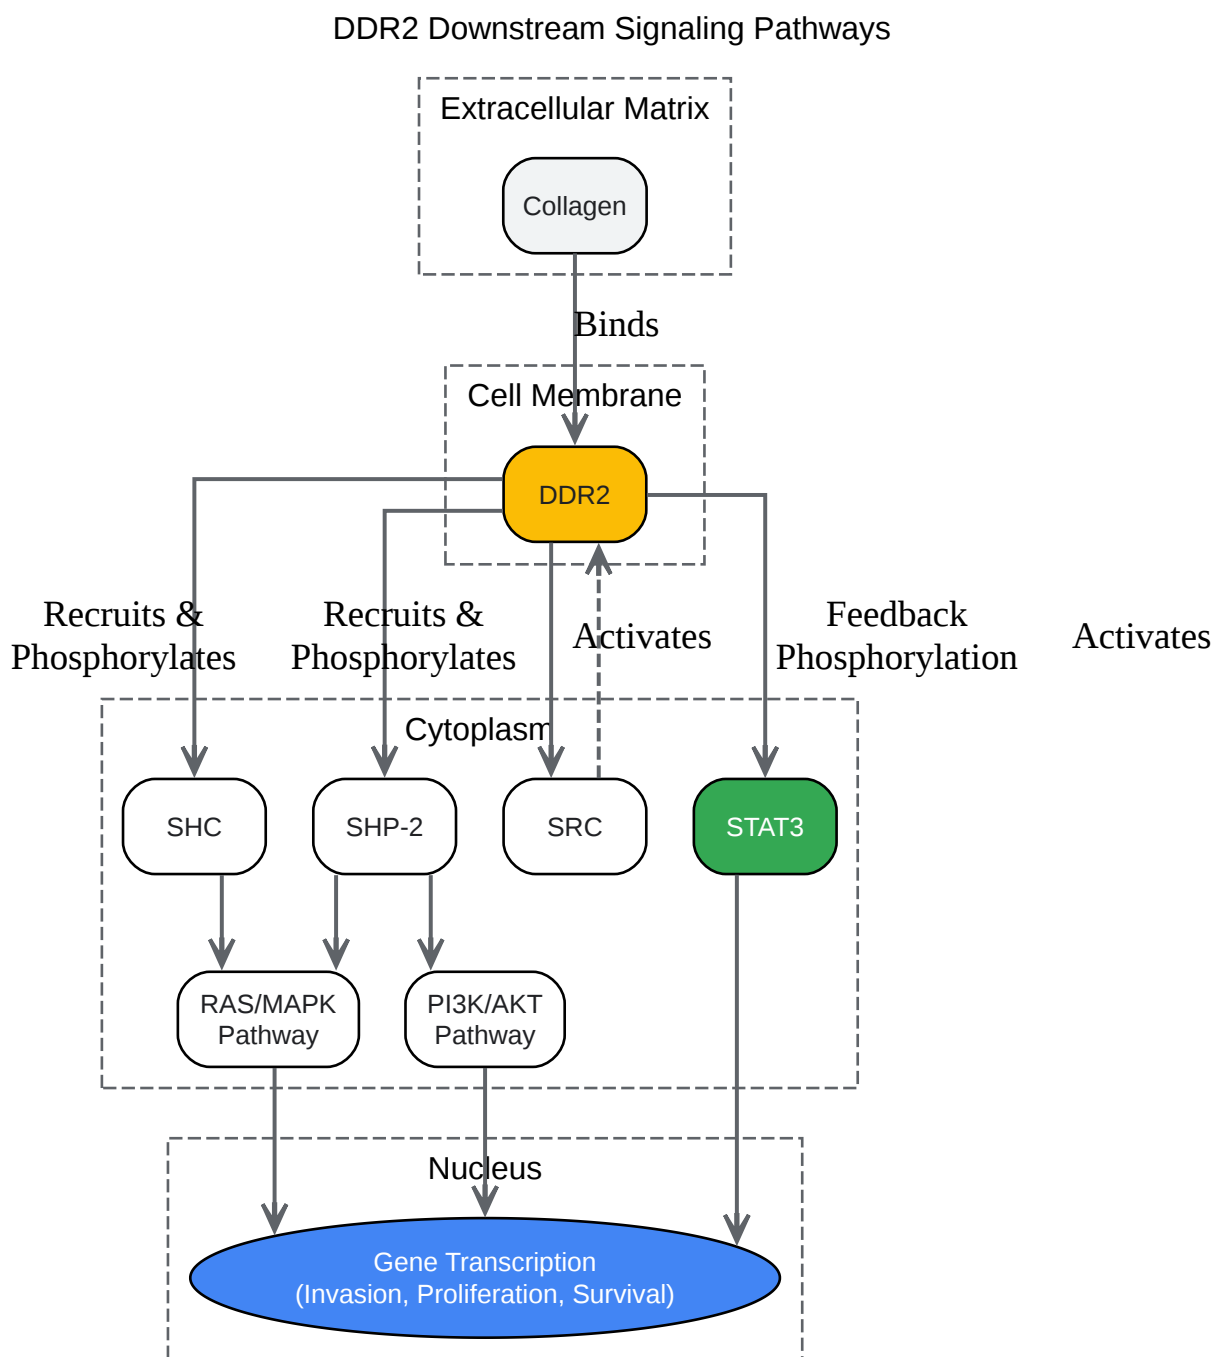 DDR2 Downstream Signaling Pathways
Extracellular Matrix
Collagen
Binds
Cell Membrane
DDR2
Recruits &
Phosphorylates
Recruits &
Phosphorylates
Activates
Feedback
Phosphorylation
Activates
Cytoplasm
SHC
SHP-2
SRC
STAT3
RAS/MAPK
Pathway
PI3K/AKT
Pathway
Nucleus
Gene Transcription
(Invasion, Proliferation, Survival)